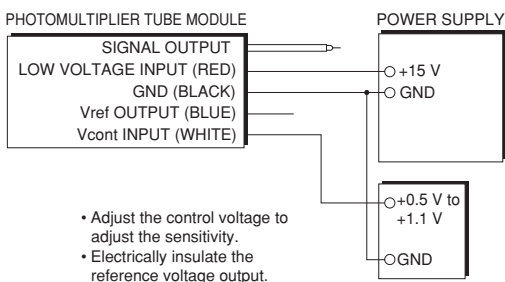 PHOTOMULTIPLIER TUBE MODULE
POWER SUPPLY
SIGNAL OUTPUT
LOW VOLTAGE INPUT (RED)
GND (BLACK)
Vref OUTPUT (BLUE)
Vcont INPUT (WHITE)
+15 V
GND
+0.5 V to
+1.1 V
GND
• Adjust the control voltage to
adjust the sensitivity.
• Electrically insulate the
reference voltage output.